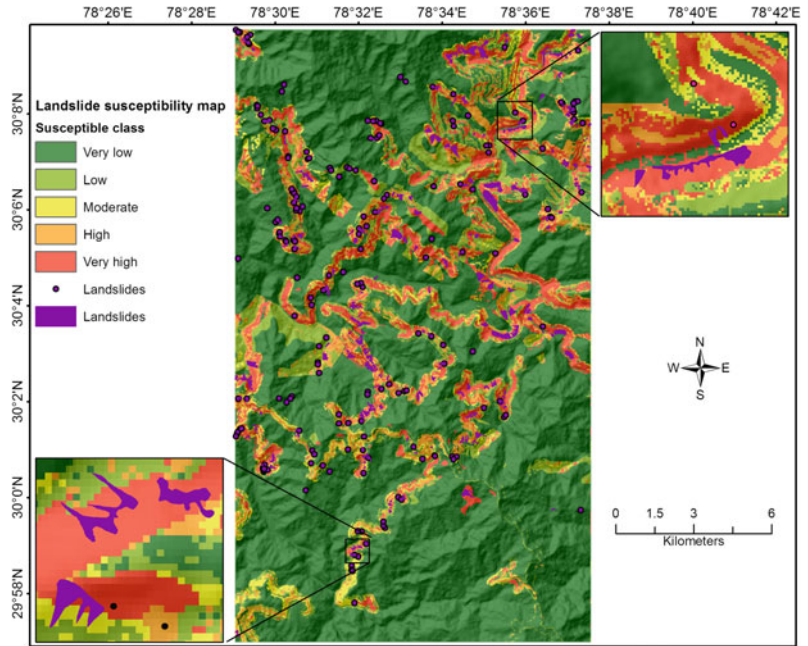 78°26'E 78°28'E 78°30'E 78°32'E 78°34'E 78°36'E 78°38'E 78°40'E 78°42'E
30°8'N
30°6'N
30°4'N
30°2'N
30°0'N
29°58'N
Landslide susceptibility map
Susceptible class
Very low
Low
Moderate
High
Very high
Landslides
Landslides
N
W E
S
0 1.5 3 6
Kilometers